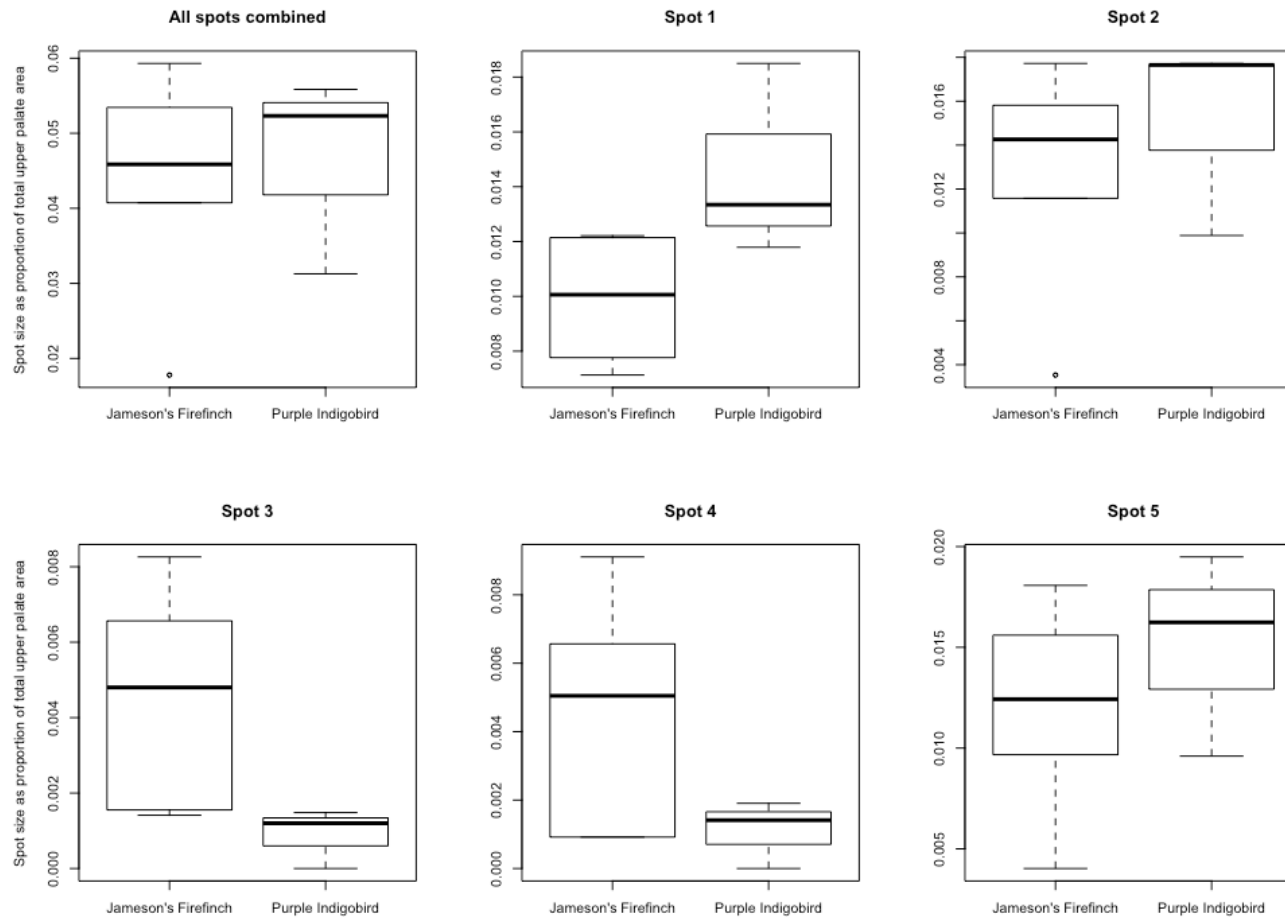 All spots combined
Spot size as proportion of total upper palate area
0.06
0.05
0.04
0.03
0.02
Jameson's Firefinch
Purple Indigobird
Spot 1
0.018
0.016
0.014
0.012
0.010
0.008
Jameson's Firefinch
Purple Indigobird
Spot 2
0.016
0.012
0.008
0.004
Jameson's Firefinch
Purple Indigobird
Spot 3
Spot size as proportion of total upper palate area
0.008
0.006
0.004
0.002
0.000
Jameson's Firefinch
Purple Indigobird
Spot 4
0.008
0.006
0.004
0.002
0.000
Jameson's Firefinch
Purple Indigobird
Spot 5
0.020
0.015
0.010
0.005
Jameson's Firefinch
Purple Indigobird